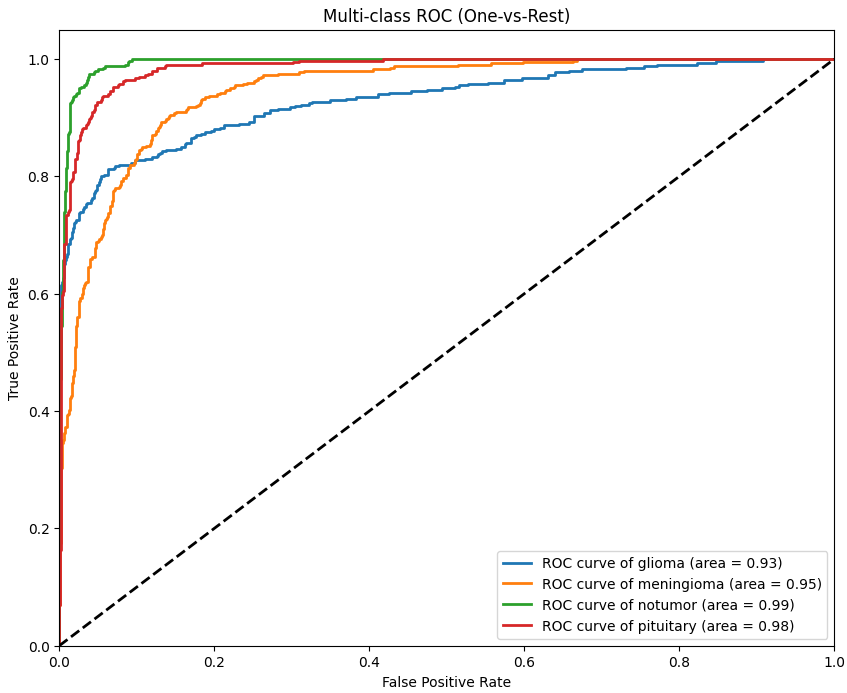 Multi-class ROC (One-vs-Rest)
True Positive Rate
1.0
0.8
0.6
0.4
0.2
0.0
ROC curve of glioma (area = 0.93)
ROC curve of meningioma (area = 0.95)
ROC curve of notumor (area = 0.99)
ROC curve of pituitary (area = 0.98)
0.0 0.2 0.4 0.6 0.8 1.0
False Positive Rate